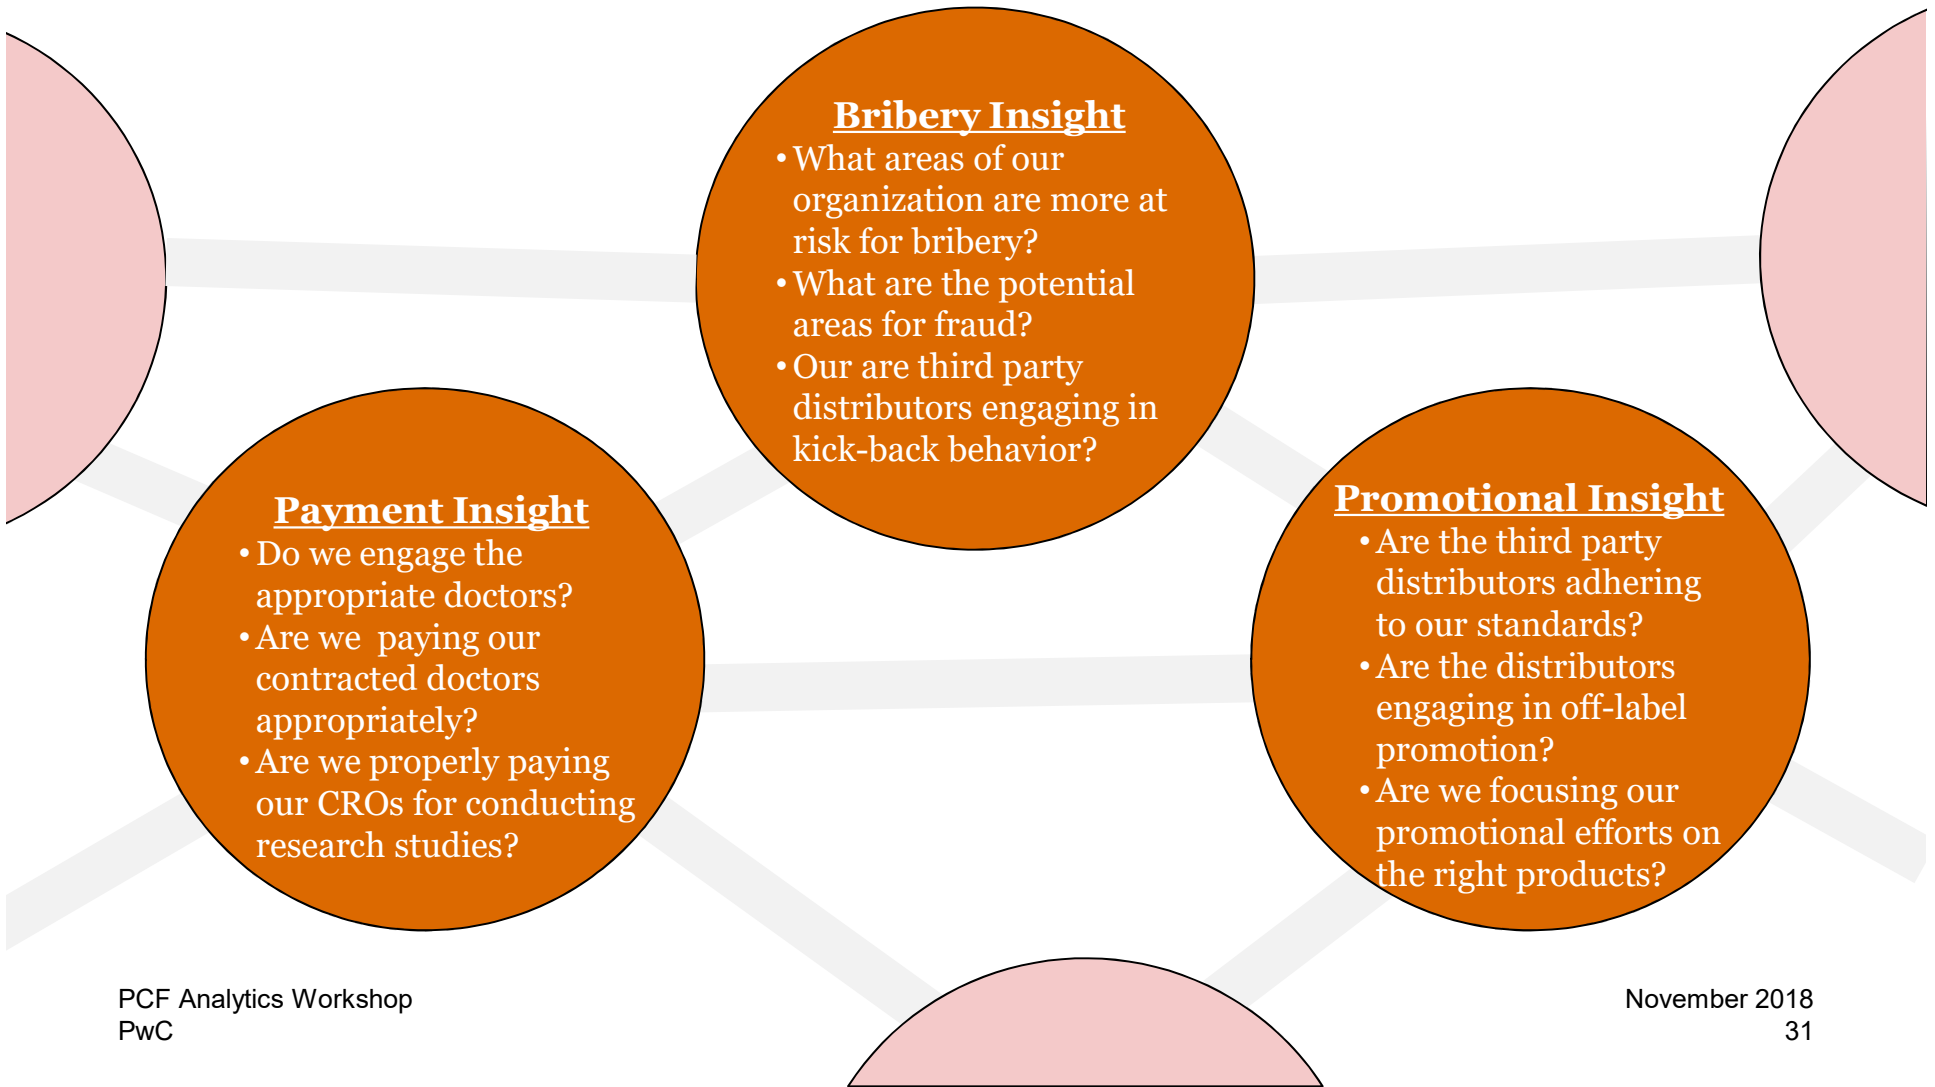 Bribery Insight
• What areas of our
organization are more at
risk for bribery?
• What are the potential
areas for fraud?
• Our are third party
distributors engaging in
kick-back behavior?
Payment Insight
• Do we engage the
appropriate doctors?
• Are we  paying our
contracted doctors
appropriately?
• Are we properly paying
our CROs for conducting
research studies?
Promotional Insight
• Are the third party
distributors adhering
to our standards?
• Are the distributors
engaging in off-label
promotion?
• Are we focusing our
promotional efforts on
the right products?
PCF Analytics Workshop
PwC
November 2018
31